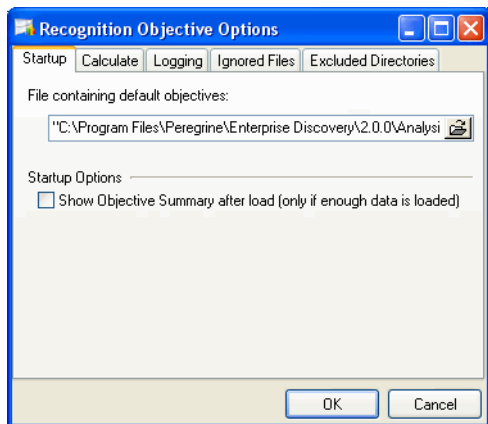 Recognition Objective Options
Startup Calculate Logging Ignored Files Excluded Directories
File containing default objectives:
"C:\Program Files\Peregrine\Enterprise Discovery\2.0.0\Analysi
Startup Options
Show Objective Summary after load (only if enough data is loaded)
OK Cancel